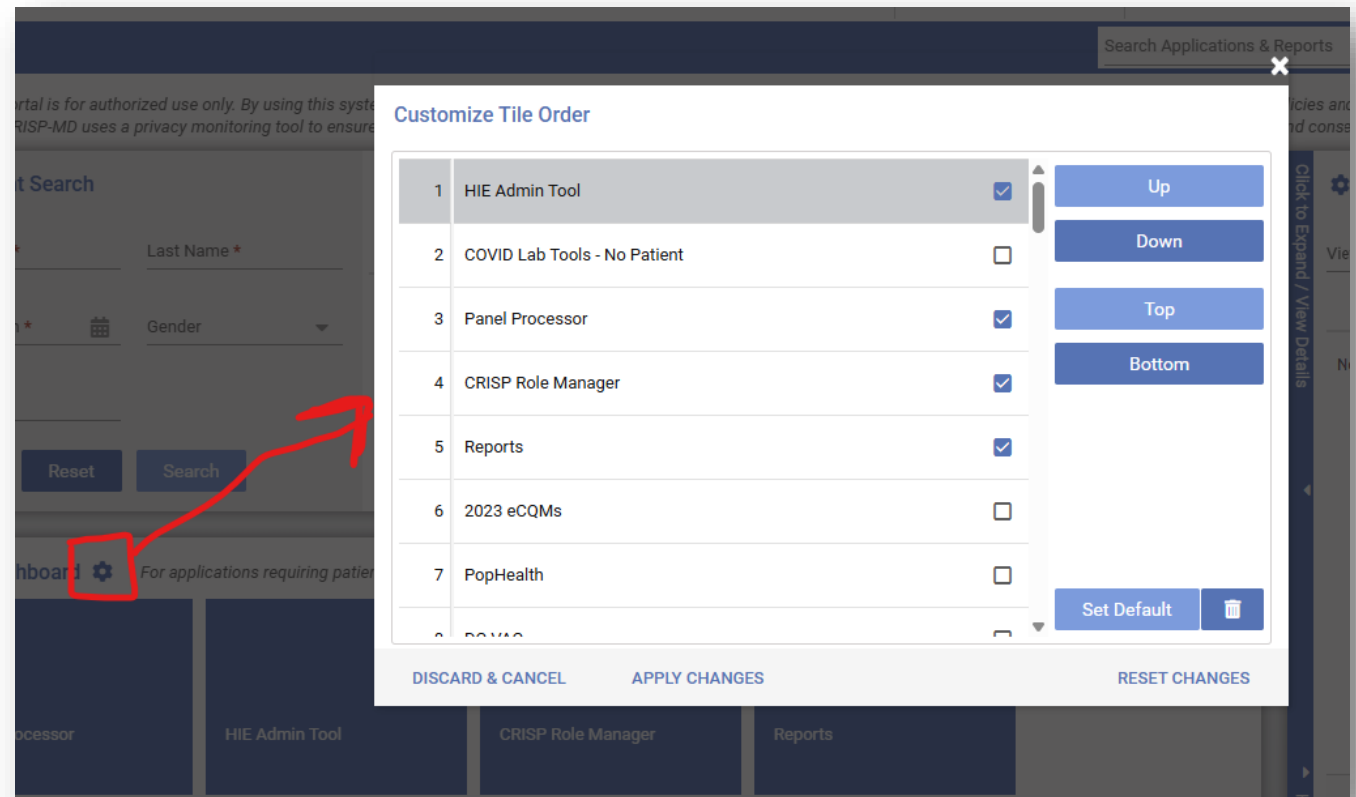 Search Applications & Reports
ortal is for authorized use only. By using this syste
icies and
RISP-MD uses a privacy monitoring tool to ensure
nd conse
Customize Tile Order
t Search
Last Name *
*
Gender
n *
Reset
Search
hboard
For applications requiring patien
1 HIE Admin Tool
2 COVID Lab Tools - No Patient
3 Panel Processor
4 CRISP Role Manager
5 Reports
6 2023 eCQMs
7 PopHealth
Up
Down
Top
Bottom
Set Default
DISCARD & CANCEL
APPLY CHANGES
RESET CHANGES
Click to Expand / View Details
Vie
ocessor
HIE Admin Tool
CRISP Role Manager
Reports